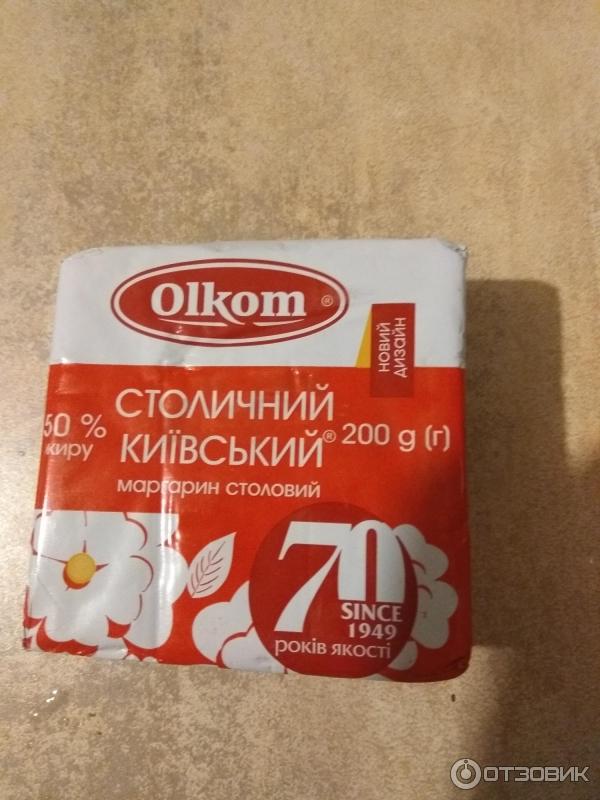 Olkom ®
НОВИЙ
ДИЗАЙН
СТОЛИЧНИЙ
КИЇВСЬКИЙ® 200 g (г)
50 %
жиру
маргарин столовий
70
SINCE
1949
РОКІВ ЯКОСТІ
ОТЗОВИК